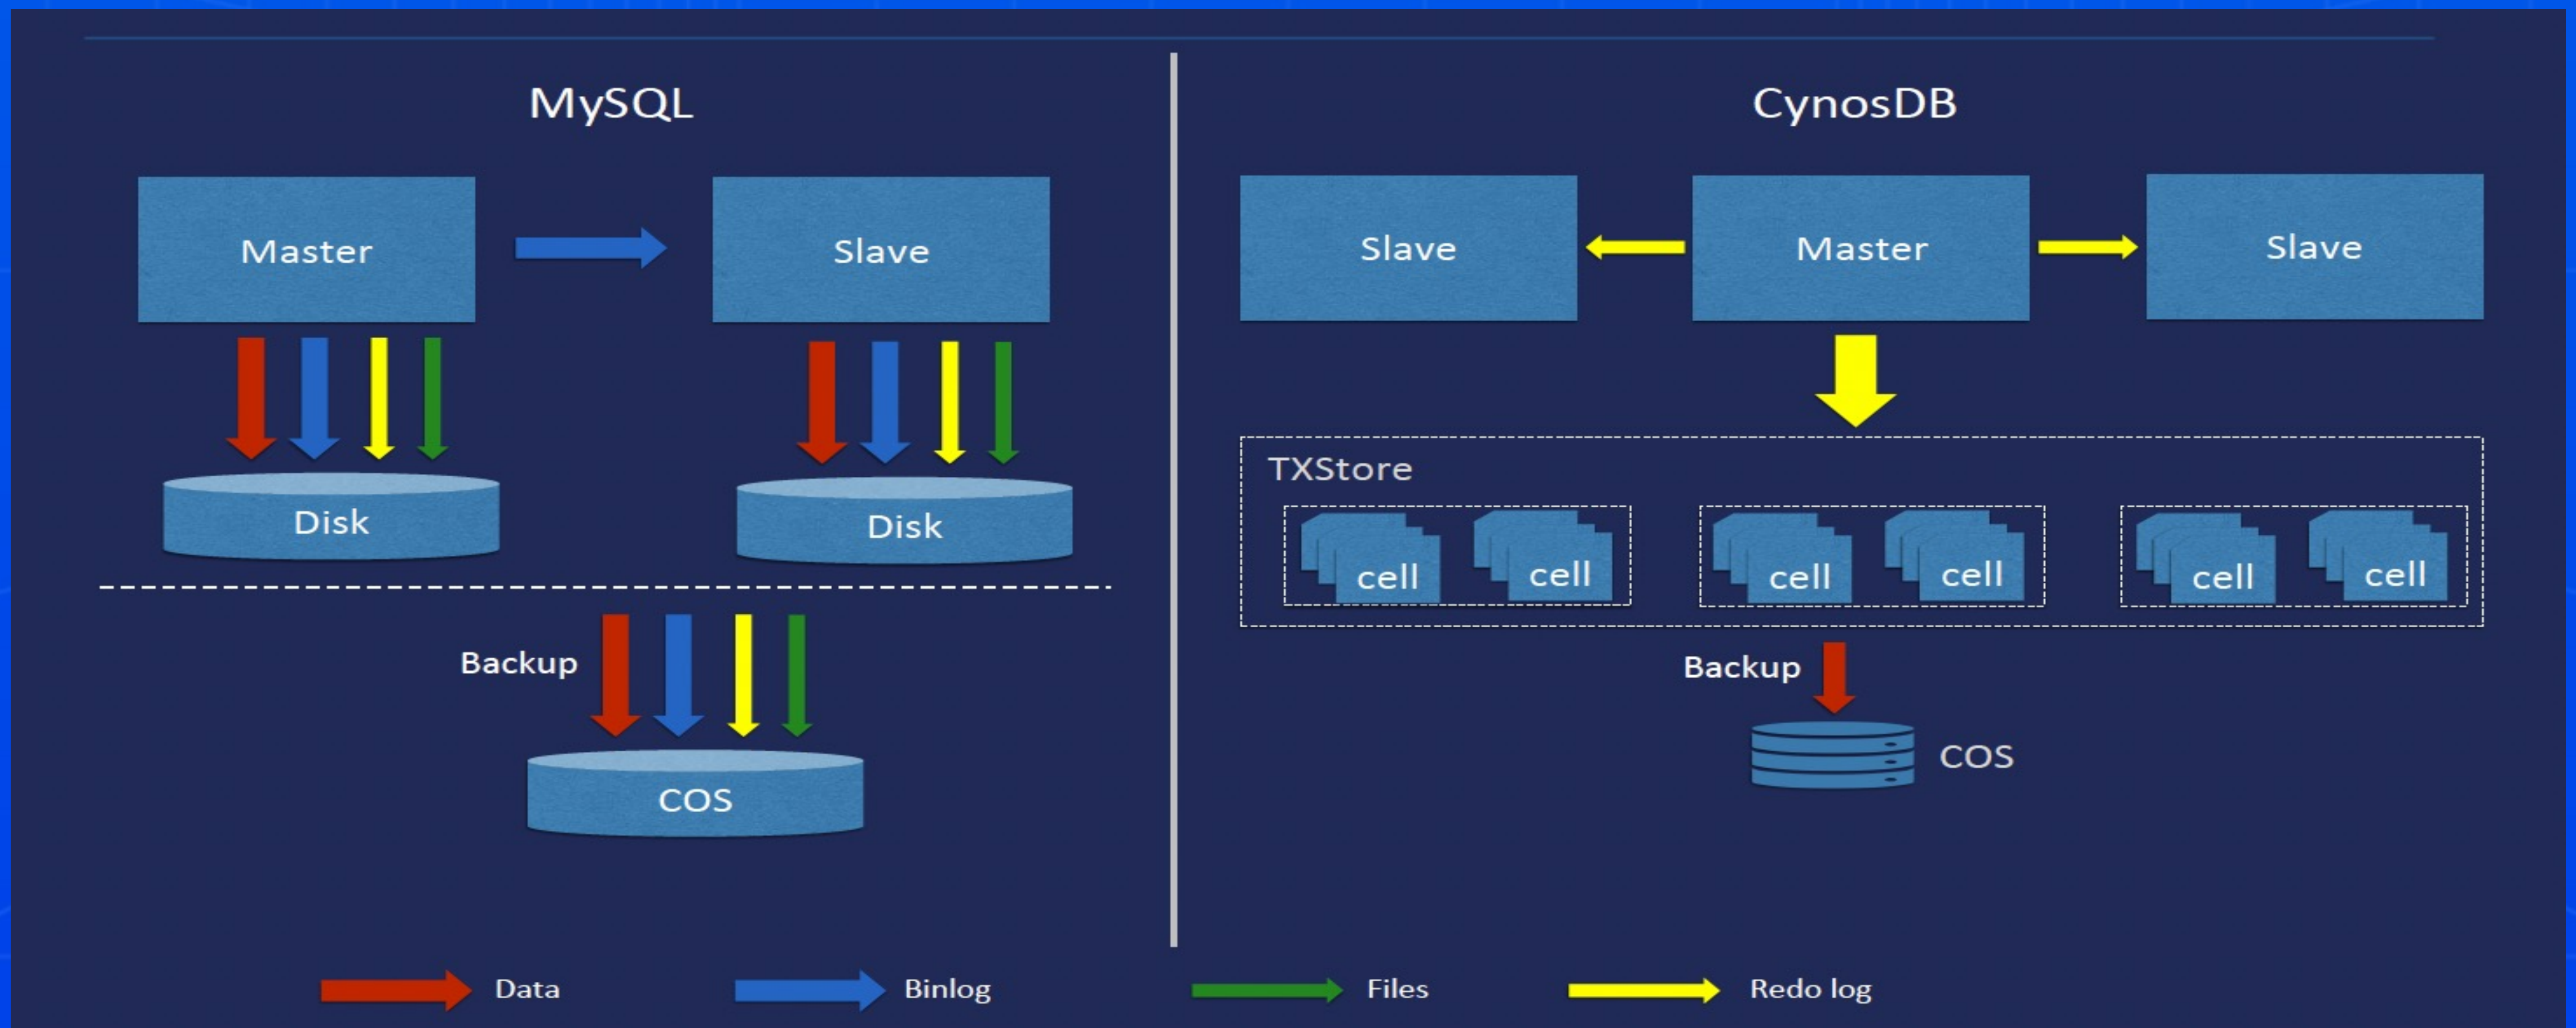 MySQL
CynosDB
Master
Slave
Slave
Master
Slave
Disk
Disk
TXStore
cell
cell
cell
cell
cell
cell
Backup
COS
Backup
COS
Data
Binlog
Files
Redo log